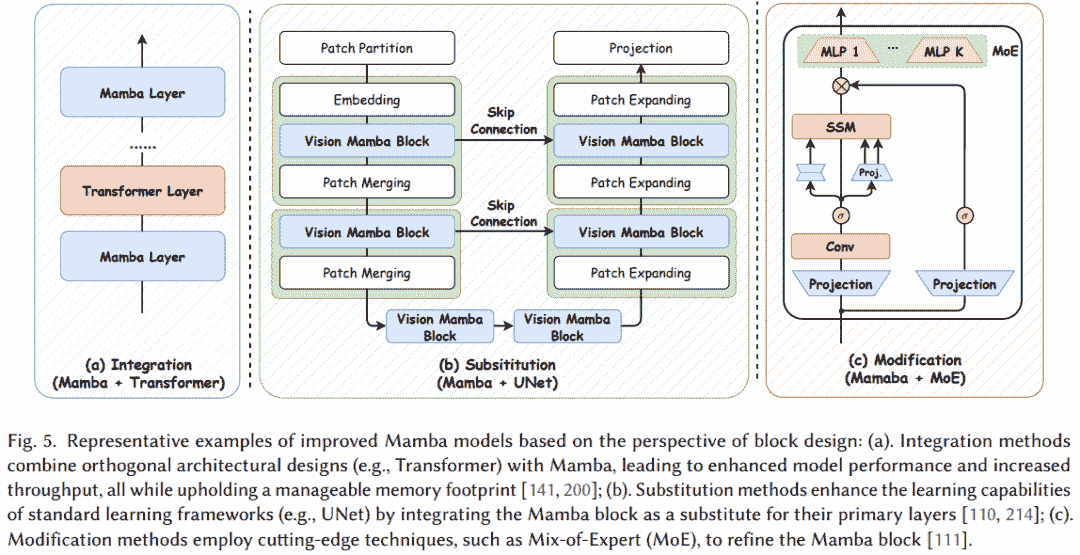 Mamba Layer
......
Transformer Layer
Mamba Layer
(a) Integration
(Mamba + Transformer)
Patch Partition
Embedding
Vision Mamba Block
Patch Merging
Vision Mamba Block
Patch Merging
Skip
Connection
Skip
Connection
Projection
Patch Expanding
Vision Mamba Block
Patch Expanding
Vision Mamba Block
Patch Expanding
Vision Mamba
Block
Vision Mamba
Block
(b) Subsititution
(Mamba + UNet)
MLP 1
...
MLP K
MoE
SSM
Proj.
σ
σ
Conv
Projection
Projection
(c) Modification
(Mamaba + MoE)
Fig. 5. Representative examples of improved Mamba models based on the perspective of block design: (a). Integration methods
combine orthogonal architectural designs (e.g., Transformer) with Mamba, leading to enhanced model performance and increased
throughput, all while upholding a manageable memory footprint [141, 200]; (b). Substitution methods enhance the learning capabilities
of standard learning frameworks (e.g., UNet) by integrating the Mamba block as a substitute for their primary layers [110, 214]; (c).
Modification methods employ cutting-edge techniques, such as Mix-of-Expert (MoE), to refine the Mamba block [111].